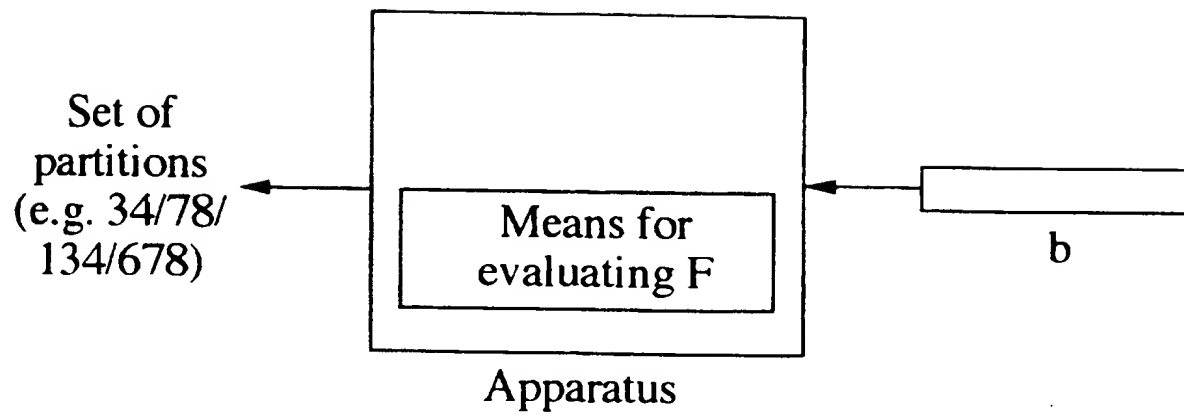 Set of
partitions
(e.g. 34/78/
134/678)
Means for
evaluating F
b
Apparatus